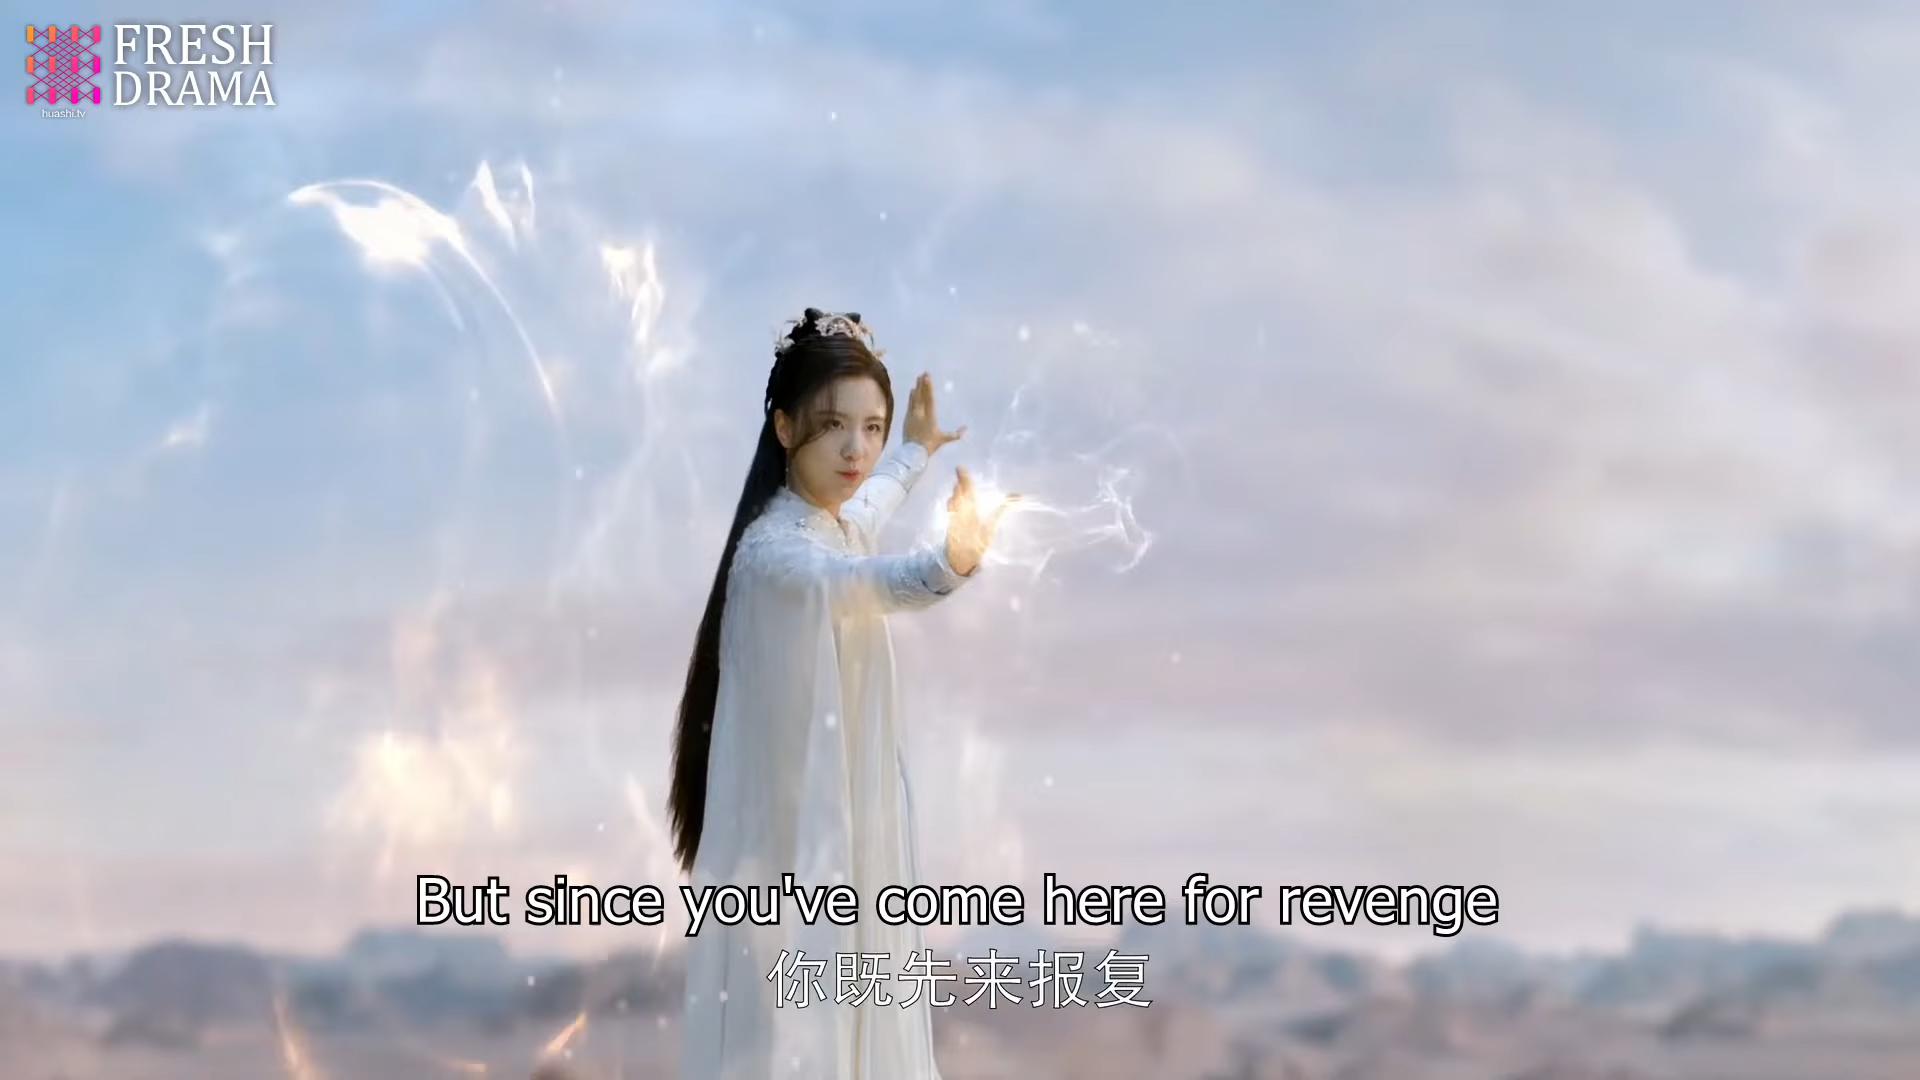 FRESH
DRAMA
huashi.tv
But since you've come here for revenge
你既先来报复